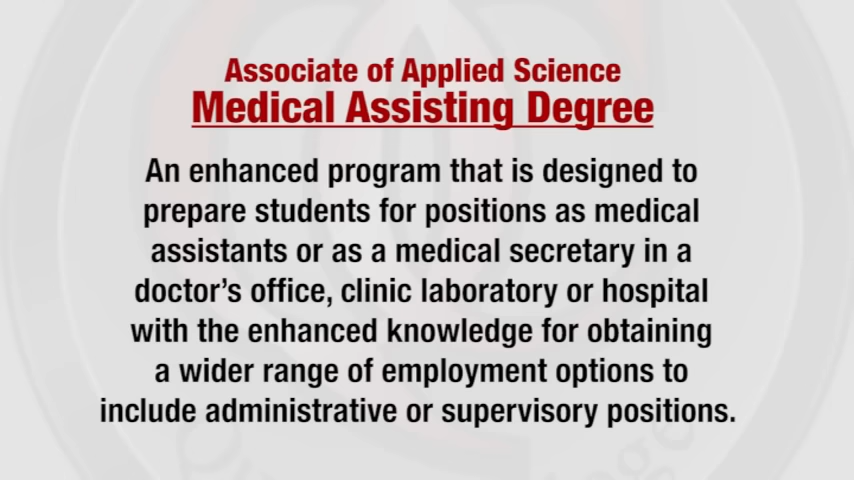 Associate of Applied Science
Medical Assisting Degree
An enhanced program that is designed to
prepare students for positions as medical
assistants or as a medical secretary in a
doctor’s office, clinic laboratory or hospital
with the enhanced knowledge for obtaining
a wider range of employment options to
include administrative or supervisory positions.